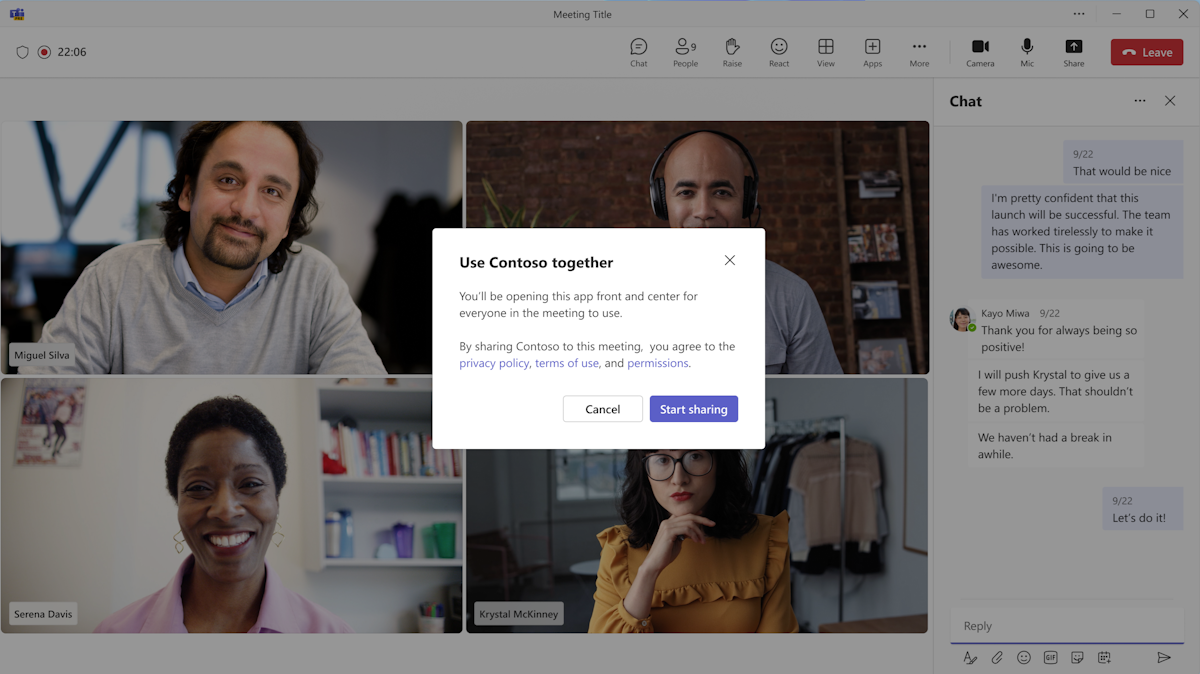 Meeting Title
22:06
Chat
People
9
Raise
React
View
Apps
More
Camera
Mic
Share
Leave
Miguel Silva
Serena Davis
Krystal McKinney
Use Contoso together
You'll be opening this app front and center for
everyone in the meeting to use.
By sharing Contoso to this meeting, you agree to the
privacy policy, terms of use, and permissions.
Cancel
Start sharing
Chat
9/22
That would be nice
I'm pretty confident that this
launch will be successful. The team
has worked tirelessly to make it
possible. This is going to be
awesome.
Kayo Miwa 9/22
Thank you for always being so
positive!
I will push Krystal to give us a
few more days. That shouldn't
be a problem.
We haven't had a break in
awhile.
9/22
Let's do it!
Reply
GIF